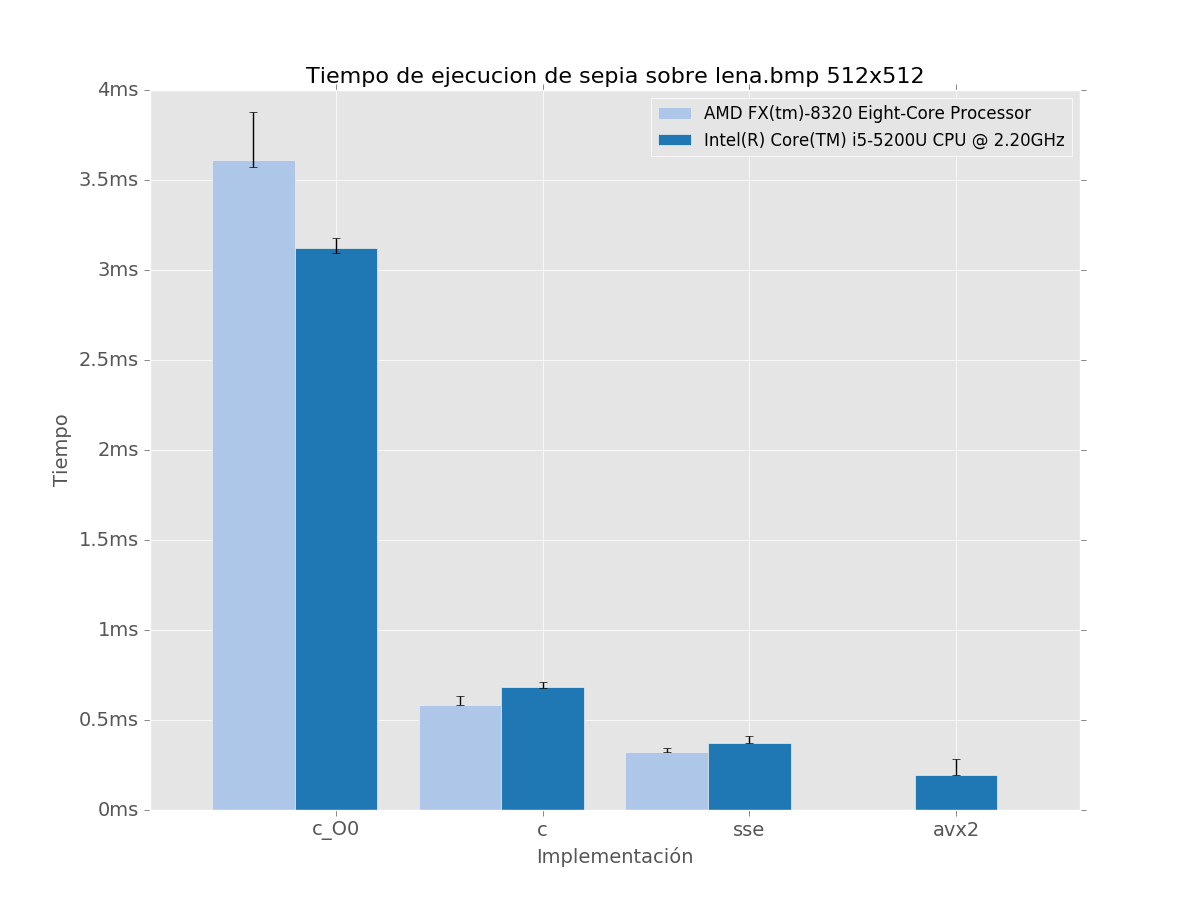 Tiempo de ejecucion de sepia sobre lena.bmp 512x512
AMD FX(tm)-8320 Eight-Core Processor
Intel(R) Core(TM) i5-5200U CPU @ 2.20GHz
4ms
3.5ms
3ms
2.5ms
2ms
1.5ms
1ms
0.5ms
0ms
Tiempo
c_O0 c sse avx2
Implementación